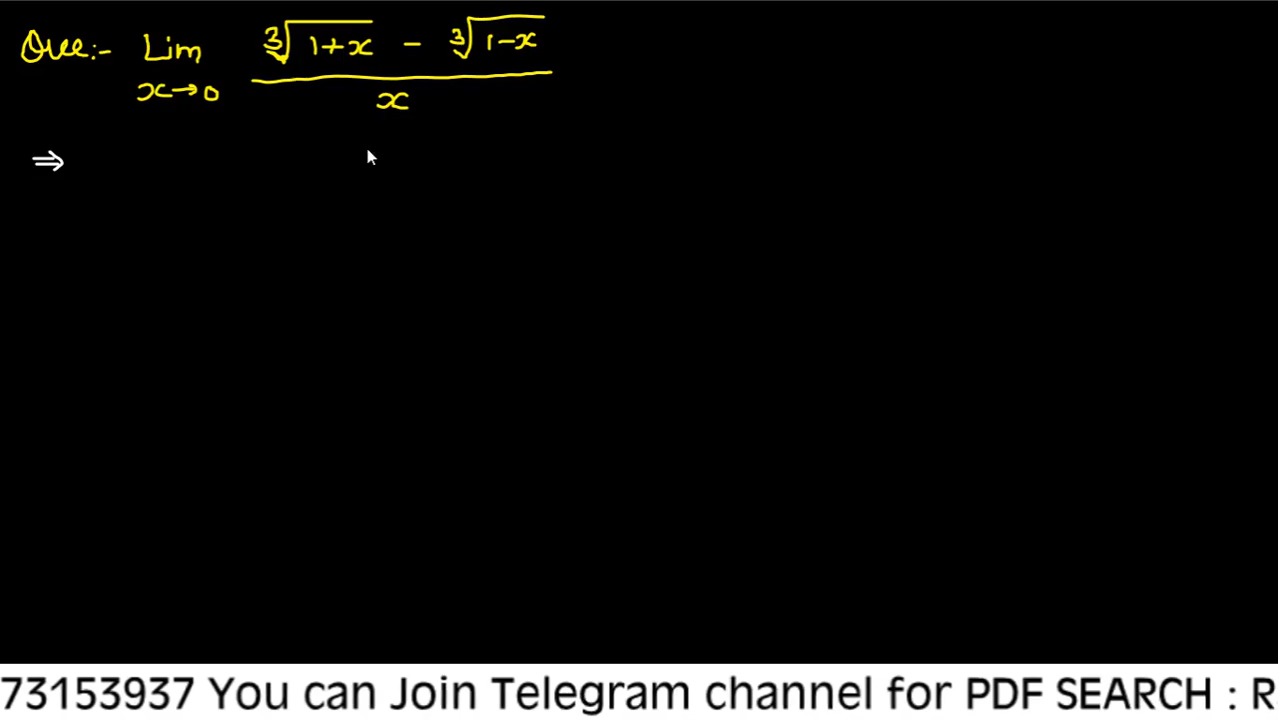 Que:- Lim ∛(1+x) - ∛(1-x)
x→0 x
⇒
73153937 You can Join Telegram channel for PDF SEARCH : R